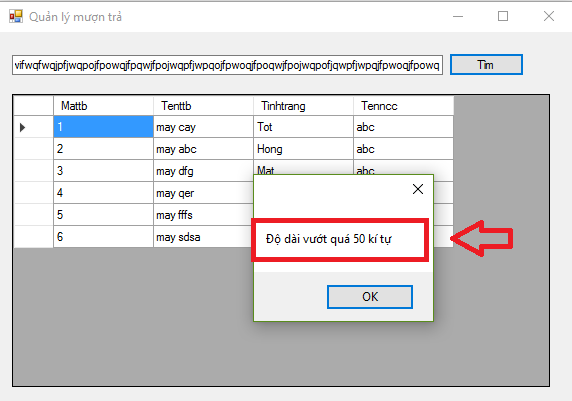 Quản lý mượn trả
vifwqfwqjpfjwqpojfpowqjfpqwjfpojwqpfjwpqojfpwoqjfpoqwjfpojwqpofjqwpfjwpqjfpwoqjfpowq
Tìm
Mattb Tenttb Tinhtrang Tenncc
1 may cay Tot abc
2 may abc Hong abc
3 may dfg Mat abc
4 may qer
5 may fffs
6 may sdsa
Độ dài vướt quá 50 kí tự
OK